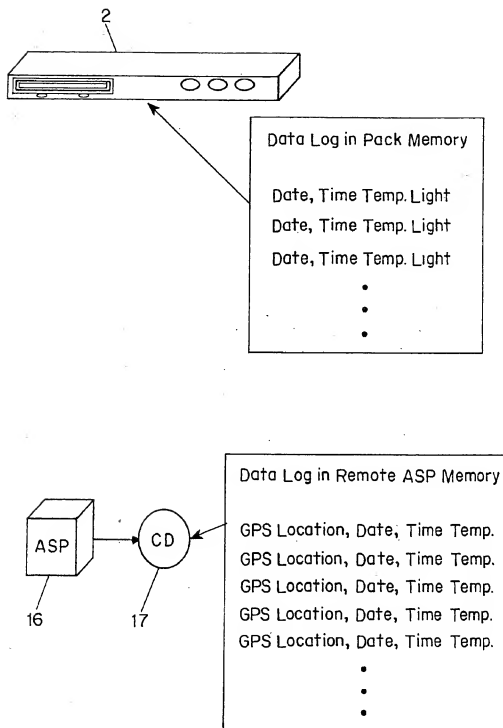 2
Data Log in Pack Memory
Date, Time Temp. Light
Date, Time Temp. Light
Date, Time Temp. Light
Data Log in Remote ASP Memory
GPS Location, Date, Time Temp.
GPS Location, Date, Time Temp.
GPS Location, Date, Time Temp.
GPS Location, Date, Time Temp.
GPS Location, Date, Time Temp.
ASP
CD
16
17